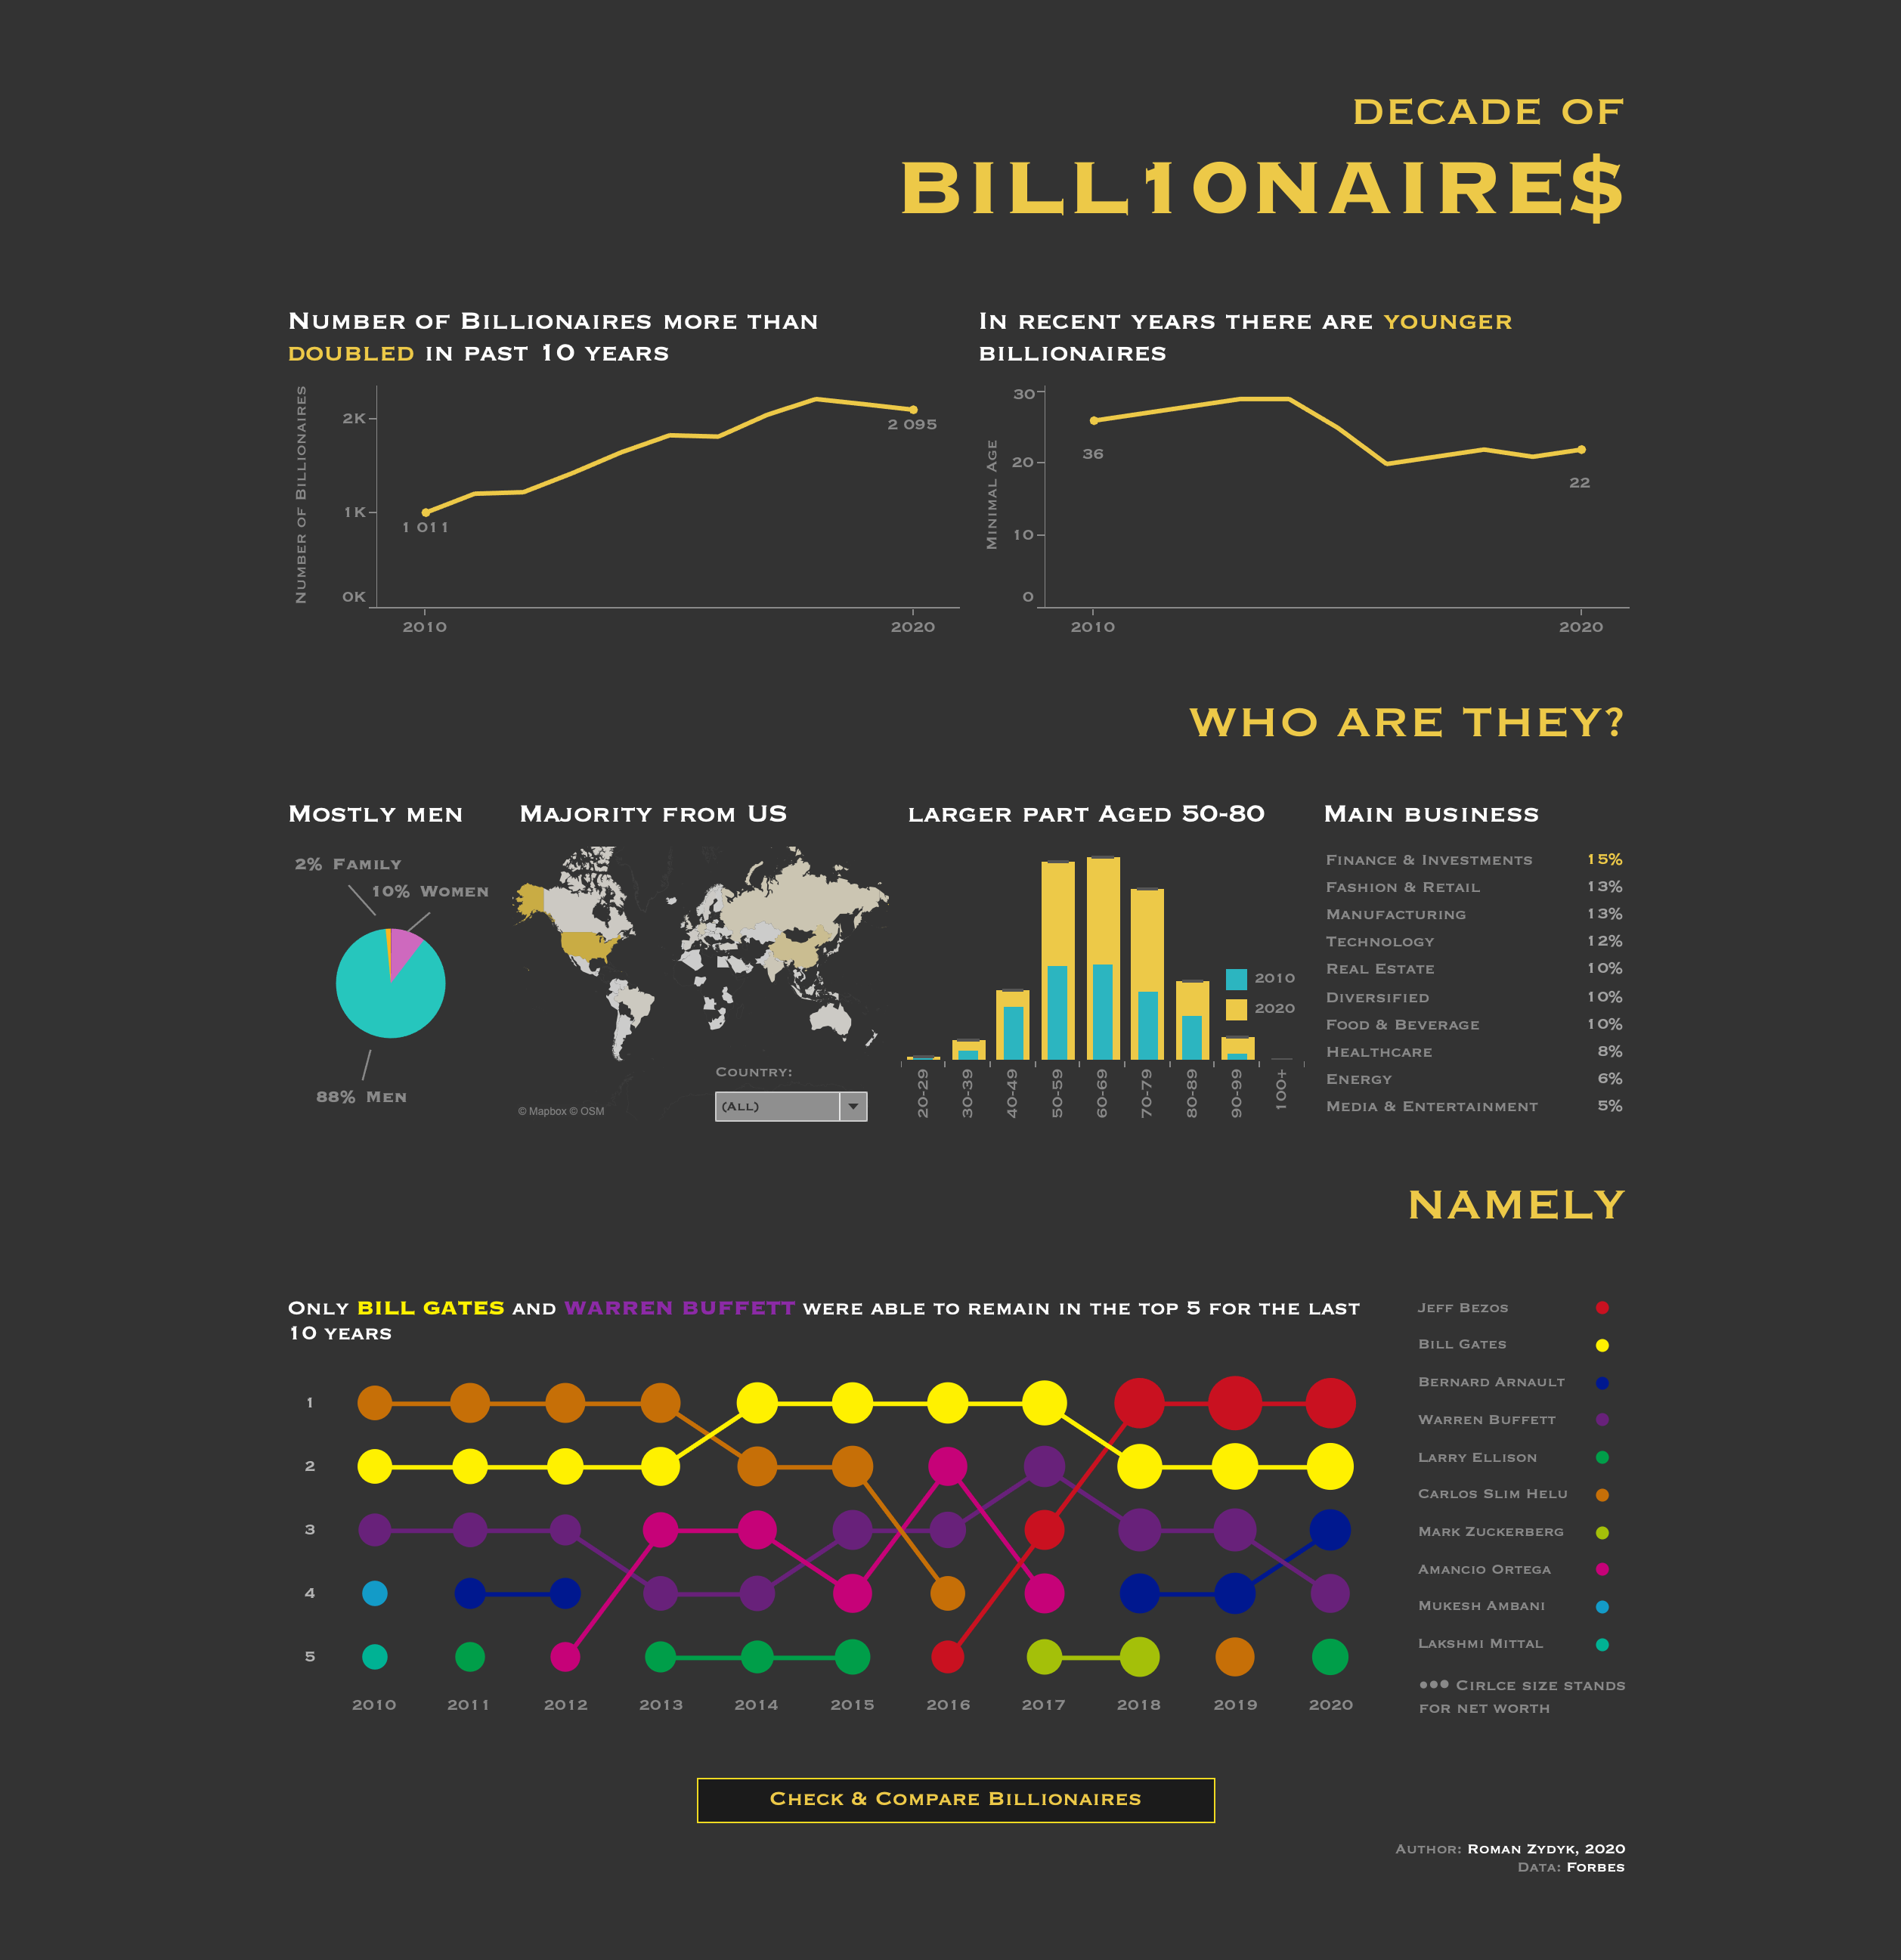 DECADE OF
BILL10NAIRE$
NUMBER OF BILLIONAIRES MORE THAN
DOUBLED IN PAST 10 YEARS
NUMBER OF BILLIONAIRES
2K
1K
0K
1 011
2 095
2010
2020
IN RECENT YEARS THERE ARE YOUNGER
BILLIONAIRES
MINIMAL AGE
30
20
10
0
36
22
2010
2020
WHO ARE THEY?
MOSTLY MEN
2% FAMILY
10% WOMEN
88% MEN
MAJORITY FROM US
COUNTRY:
(ALL)
© Mapbox © OSM
LARGER PART AGED 50-80
2010
2020
20-29
30-39
40-49
50-59
60-69
70-79
80-89
90-99
100+
MAIN BUSINESS
FINANCE & INVESTMENTS 15%
FASHION & RETAIL 13%
MANUFACTURING 13%
TECHNOLOGY 12%
REAL ESTATE 10%
DIVERSIFIED 10%
FOOD & BEVERAGE 10%
HEALTHCARE 8%
ENERGY 6%
MEDIA & ENTERTAINMENT 5%
NAMELY
ONLY BILL GATES AND WARREN BUFFETT WERE ABLE TO REMAIN IN THE TOP 5 FOR THE LAST
10 YEARS
1
2
3
4
5
2010 2011 2012 2013 2014 2015 2016 2017 2018 2019 2020
JEFF BEZOS
BILL GATES
BERNARD ARNAULT
WARREN BUFFETT
LARRY ELLISON
CARLOS SLIM HELU
MARK ZUCKERBERG
AMANCIO ORTEGA
MUKESH AMBANI
LAKSHMI MITTAL
CIRLCE SIZE STANDS
FOR NET WORTH
CHECK & COMPARE BILLIONAIRES
AUTHOR: ROMAN ZYDYK, 2020
DATA: FORBES